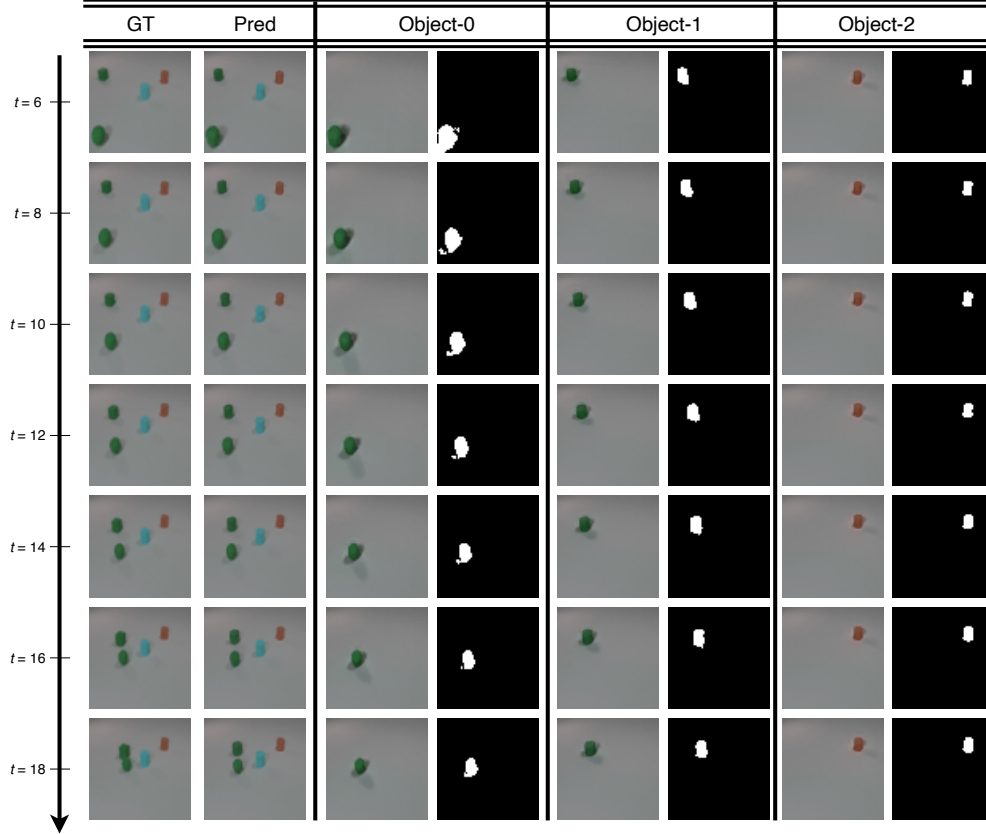 GT Pred Object-0 Object-1 Object-2
t = 6
t = 8
t = 10
t = 12
t = 14
t = 16
t = 18